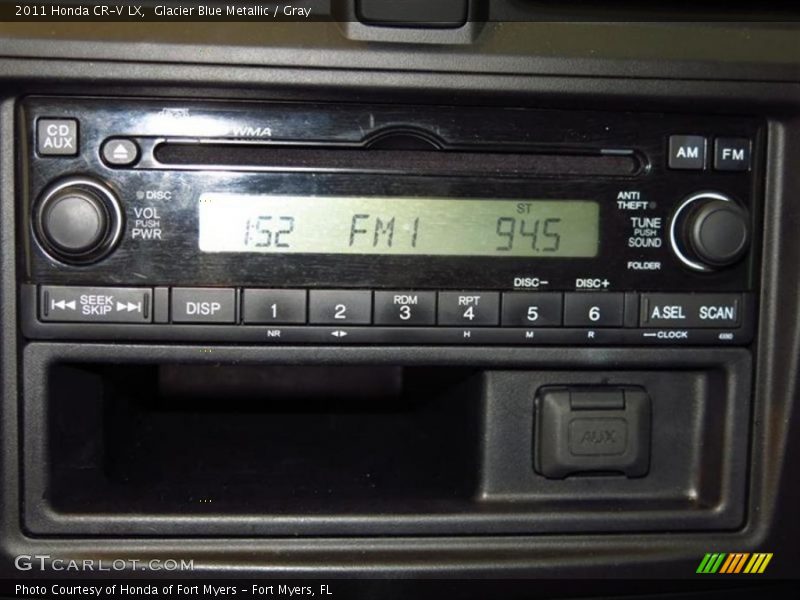 2011 Honda CR-V LX,  Glacier Blue Metallic / Gray
CD
AUX
WMA
AM
FM
DISC
VOL
PUSH
PWR
1:52 FM1 ST 94.5
ANTI
THEFT
TUNE
PUSH
SOUND
FOLDER
DISC- DISC+
SEEK
SKIP
DISP
1
2
RDM
3
RPT
4
5
6
A.SEL SCAN
NR
H
M
R
CLOCK
AUX
GTCARLOT.COM
Photo Courtesy of Honda of Fort Myers - Fort Myers, FL